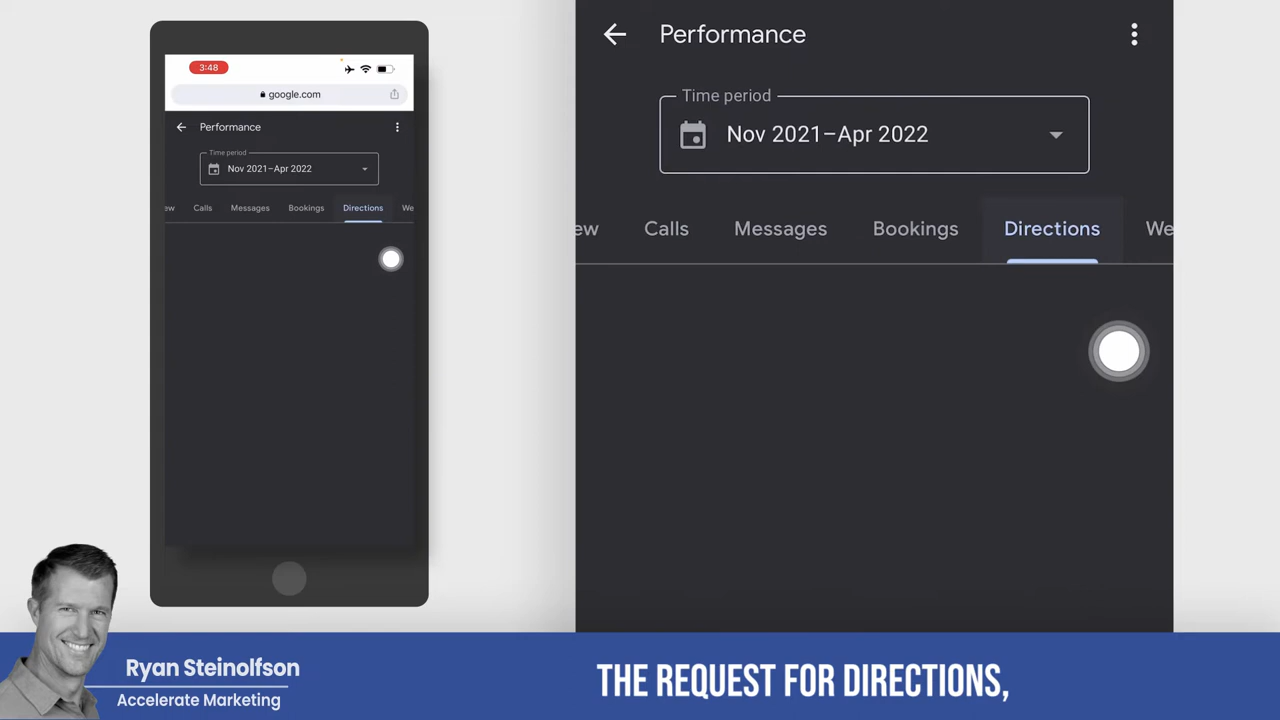 3:48
google.com
Performance
Time period
Nov 2021–Apr 2022
ew Calls Messages Bookings Directions We
Performance
Time period
Nov 2021–Apr 2022
ew Calls Messages Bookings Directions We
Ryan Steinolfson
Accelerate Marketing
THE REQUEST FOR DIRECTIONS,